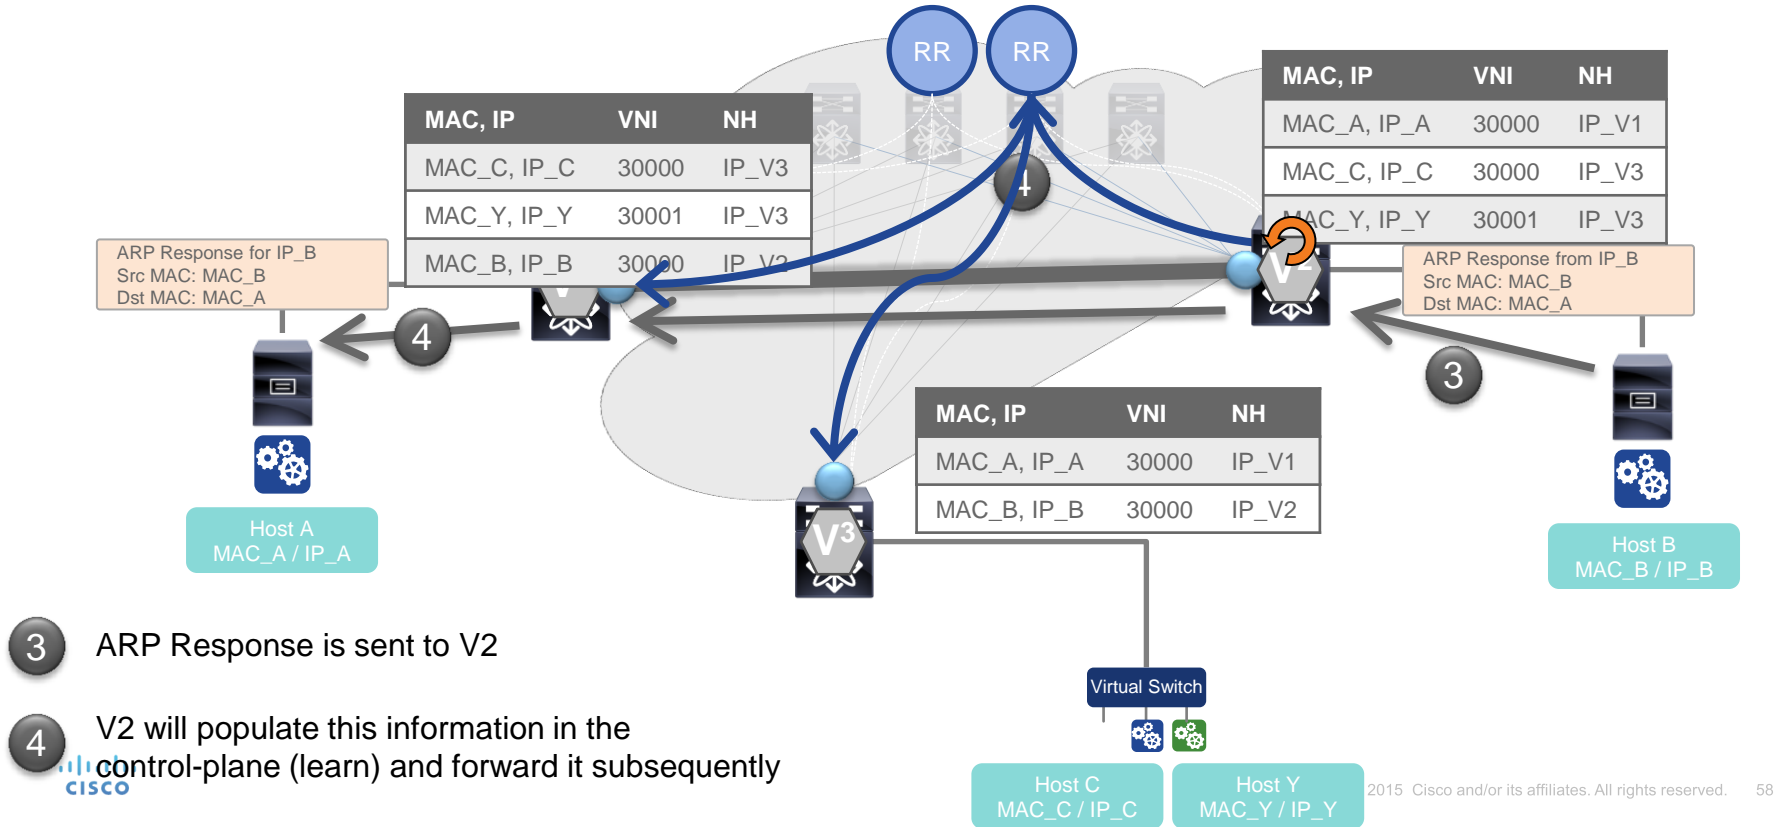 RR
RR
MAC, IP VNI NH
MAC_C, IP_C 30000 IP_V3
MAC_Y, IP_Y 30001 IP_V3
MAC_B, IP_B 30000 IP_V2
MAC, IP VNI NH
MAC_A, IP_A 30000 IP_V1
MAC_C, IP_C 30000 IP_V3
MAC_Y, IP_Y 30001 IP_V3
4
ARP Response for IP_B
Src MAC: MAC_B
Dst MAC: MAC_A
V
V2
ARP Response from IP_B
Src MAC: MAC_B
Dst MAC: MAC_A
4
3
MAC, IP VNI NH
MAC_A, IP_A 30000 IP_V1
MAC_B, IP_B 30000 IP_V2
V3
Host A
MAC_A / IP_A
Host B
MAC_B / IP_B
3 ARP Response is sent to V2
4 V2 will populate this information in the
control-plane (learn) and forward it subsequently
Virtual Switch
Host C
MAC_C / IP_C
Host Y
MAC_Y / IP_Y
CISCO
2015 Cisco and/or its affiliates. All rights reserved. 58